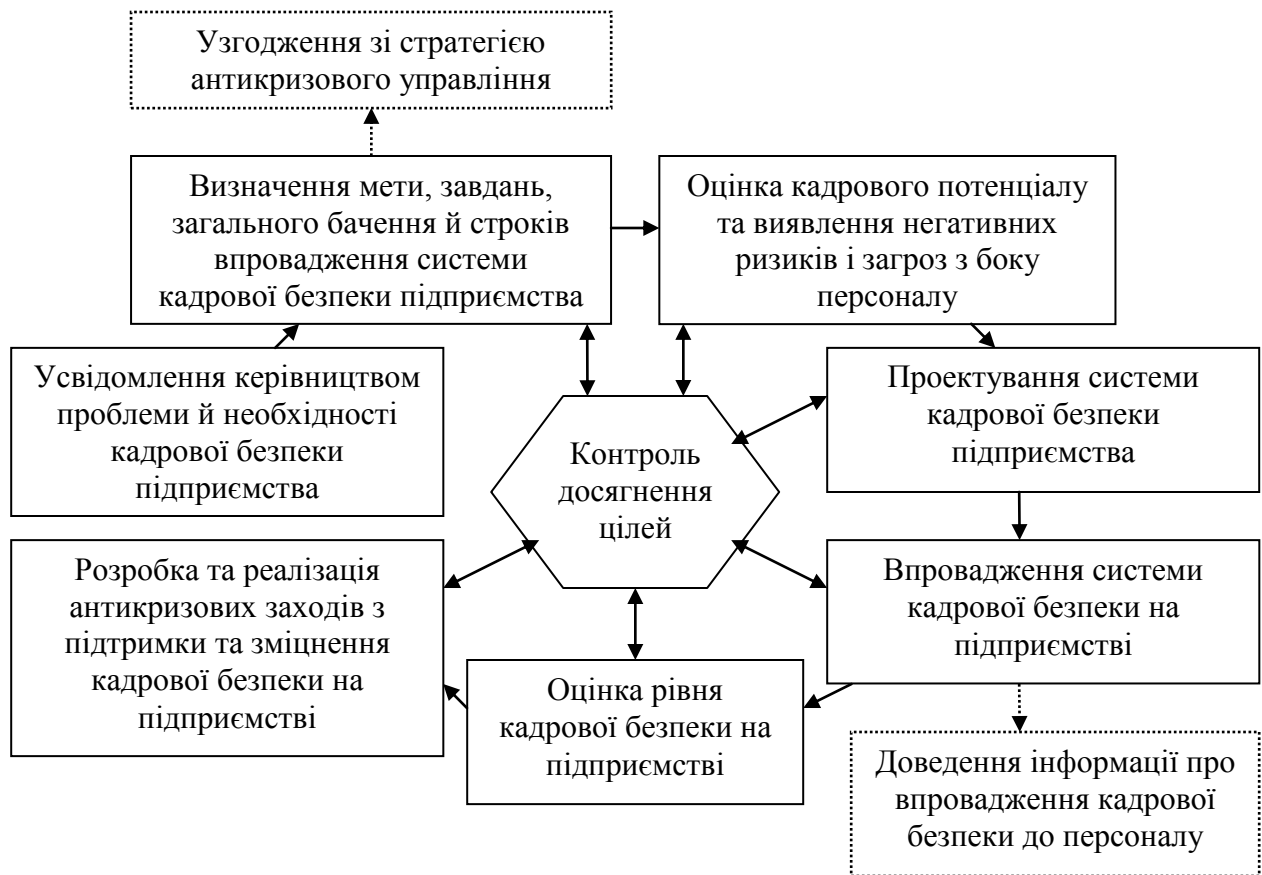 Узгодження зі стратегією
антикризового управління
Визначення мети, завдань,
загального бачення й строків
впровадження системи
кадрової безпеки підприємства
Оцінка кадрового потенціалу
та виявлення негативних
ризиків і загроз з боку
персоналу
Усвідомлення керівництвом
проблеми й необхідності
кадрової безпеки
підприємства
Контроль
досягнення
цілей
Проектування системи
кадрової безпеки
підприємства
Розробка та реалізація
антикризових заходів з
підтримки та зміцнення
кадрової безпеки на
підприємстві
Впровадження системи
кадрової безпеки на
підприємстві
Оцінка рівня
кадрової безпеки на
підприємстві
Доведення інформації про
впровадження кадрової
безпеки до персоналу